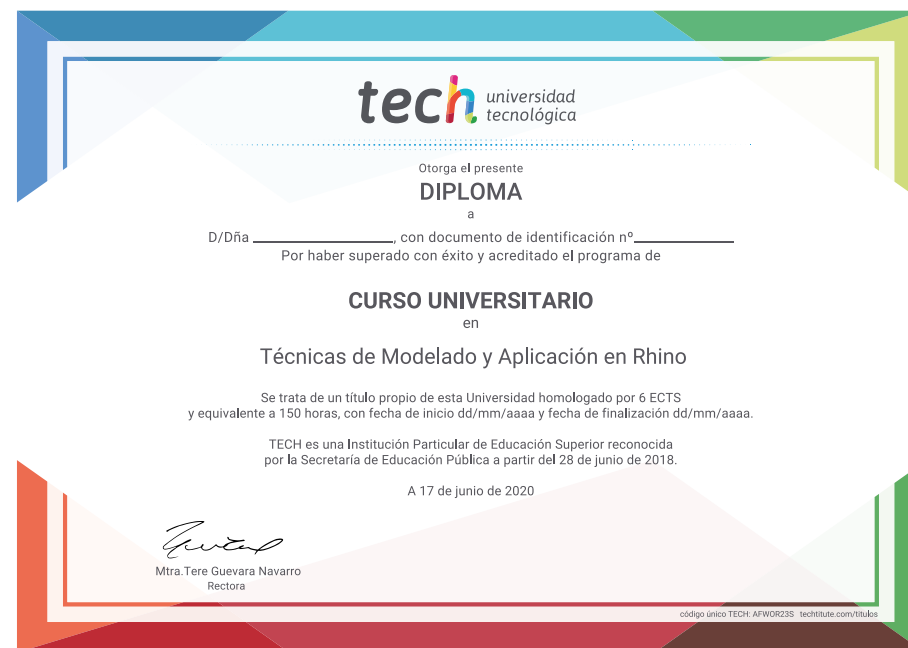 tech universidad
tecnológica
Otorga el presente
DIPLOMA
a
D/Dña ____________________, con documento de identificación nº______________
Por haber superado con éxito y acreditado el programa de
CURSO UNIVERSITARIO
en
Técnicas de Modelado y Aplicación en Rhino
Se trata de un título propio de esta Universidad homologado por 6 ECTS
y equivalente a 150 horas, con fecha de inicio dd/mm/aaaa y fecha de finalización dd/mm/aaaa.
TECH es una Institución Particular de Educación Superior reconocida
por la Secretaría de Educación Pública a partir del 28 de junio de 2018.
A 17 de junio de 2020
Mtra.Tere Guevara Navarro
Rectora
código único TECH: AFWOR23S techtitute.com/titulos